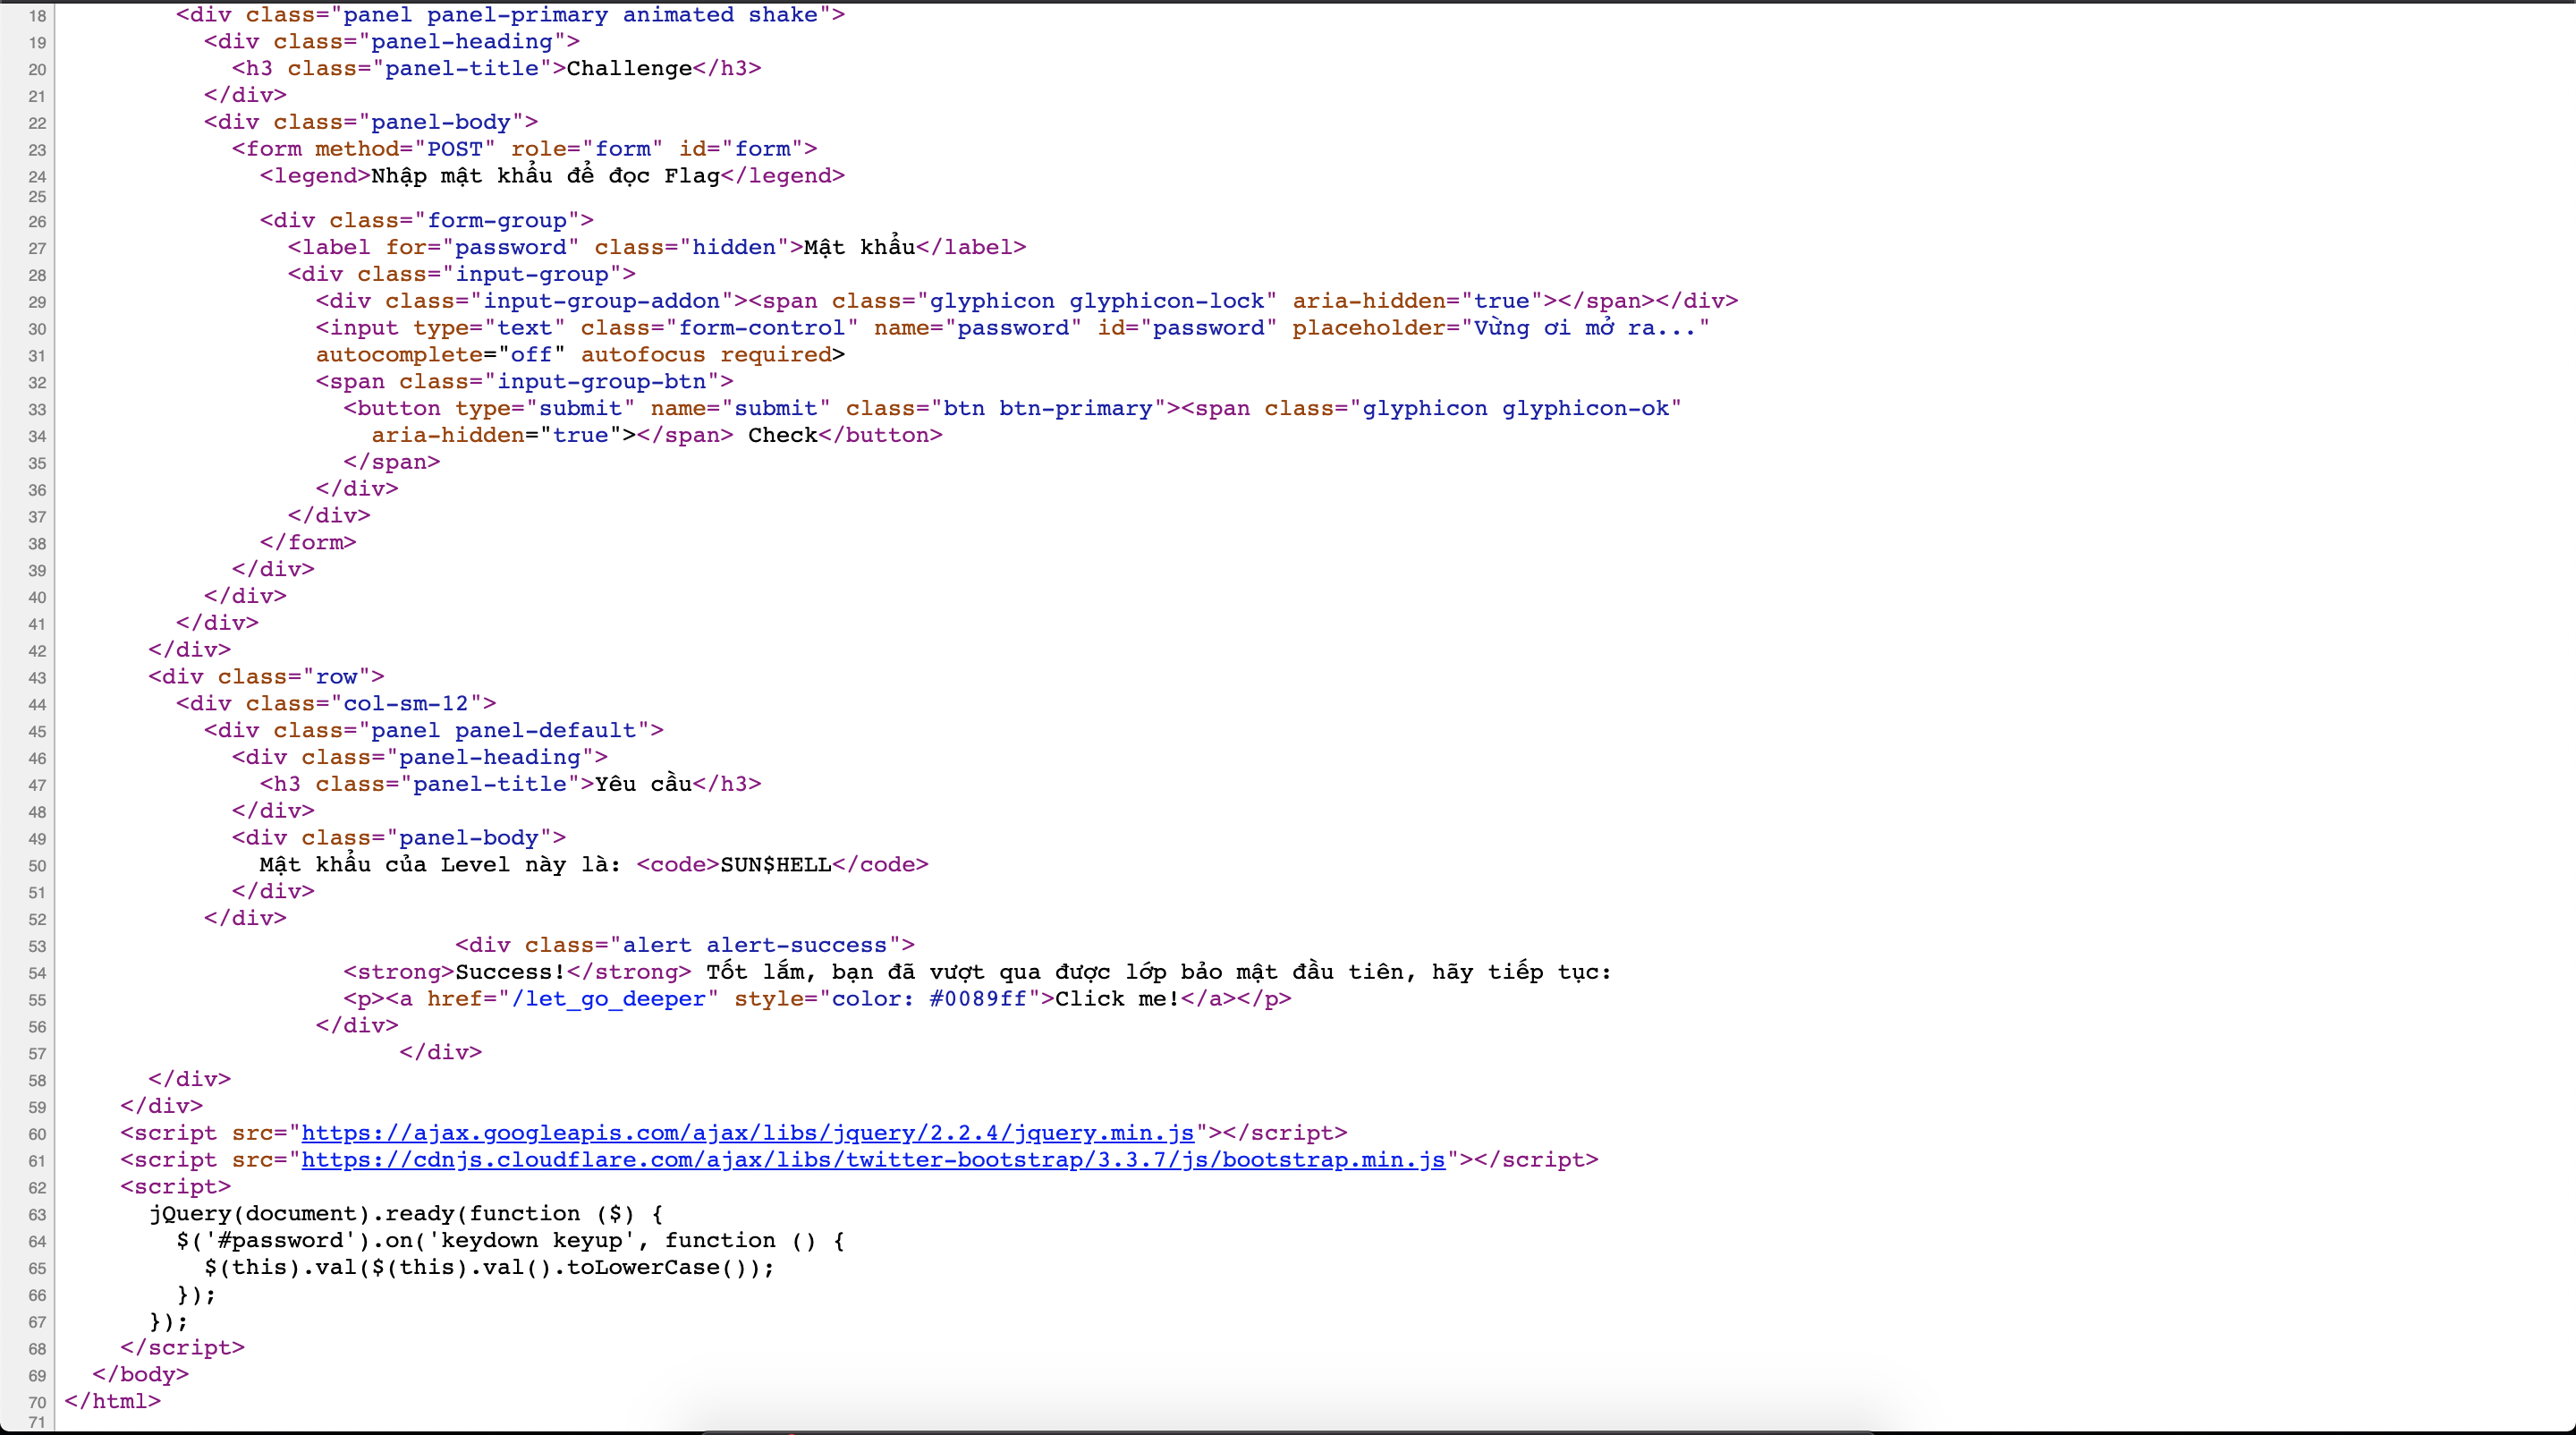 18 <div class="panel panel-primary animated shake">
19 <div class="panel-heading">
20 <h3 class="panel-title">Challenge</h3>
21 </div>
22 <div class="panel-body">
23 <form method="POST" role="form" id="form">
24 <legend>Nhập mật khẩu để đọc Flag</legend>
25
26 <div class="form-group">
27 <label for="password" class="hidden">Mật khẩu</label>
28 <div class="input-group">
29 <div class="input-group-addon"><span class="glyphicon glyphicon-lock" aria-hidden="true"></span></div>
30 <input type="text" class="form-control" name="password" id="password" placeholder="Vừng ơi mở ra..."
31 autocomplete="off" autofocus required>
32 <span class="input-group-btn">
33 <button type="submit" name="submit" class="btn btn-primary"><span class="glyphicon glyphicon-ok"
34 aria-hidden="true"></span> Check</button>
35 </span>
36 </div>
37 </div>
38 </form>
39 </div>
40 </div>
41 </div>
42 </div>
43 <div class="row">
44 <div class="col-sm-12">
45 <div class="panel panel-default">
46 <div class="panel-heading">
47 <h3 class="panel-title">Yêu cầu</h3>
48 </div>
49 <div class="panel-body">
50 Mật khẩu của Level này là: <code>SUN$HELL</code>
51 </div>
52 </div>
53 <div class="alert alert-success">
54 <strong>Success!</strong> Tốt lắm, bạn đã vượt qua được lớp bảo mật đầu tiên, hãy tiếp tục:
55 <p><a href="/let_go_deeper" style="color: #0089ff">Click me!</a></p>
56 </div>
57 </div>
58 </div>
59 </div>
60 <script src="https://ajax.googleapis.com/ajax/libs/jquery/2.2.4/jquery.min.js"></script>
61 <script src="https://cdnjs.cloudflare.com/ajax/libs/twitter-bootstrap/3.3.7/js/bootstrap.min.js"></script>
62 <script>
63 jQuery(document).ready(function ($) {
64 $('#password').on('keydown keyup', function () {
65 $(this).val($(this).val().toLowerCase());
66 });
67 });
68 </script>
69 </body>
70 </html>
71